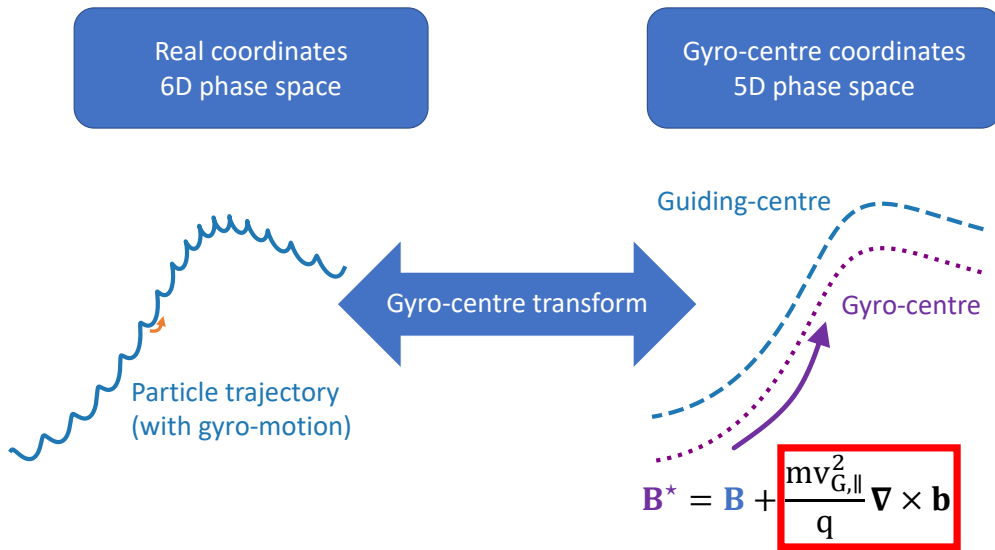 Real coordinates
6D phase space
Gyro-centre coordinates
5D phase space
Guiding-centre
Gyro-centre transform
Gyro-centre
Particle trajectory
(with gyro-motion)
B⋆ = B + mv²_{G,∥}/q ∇ × b